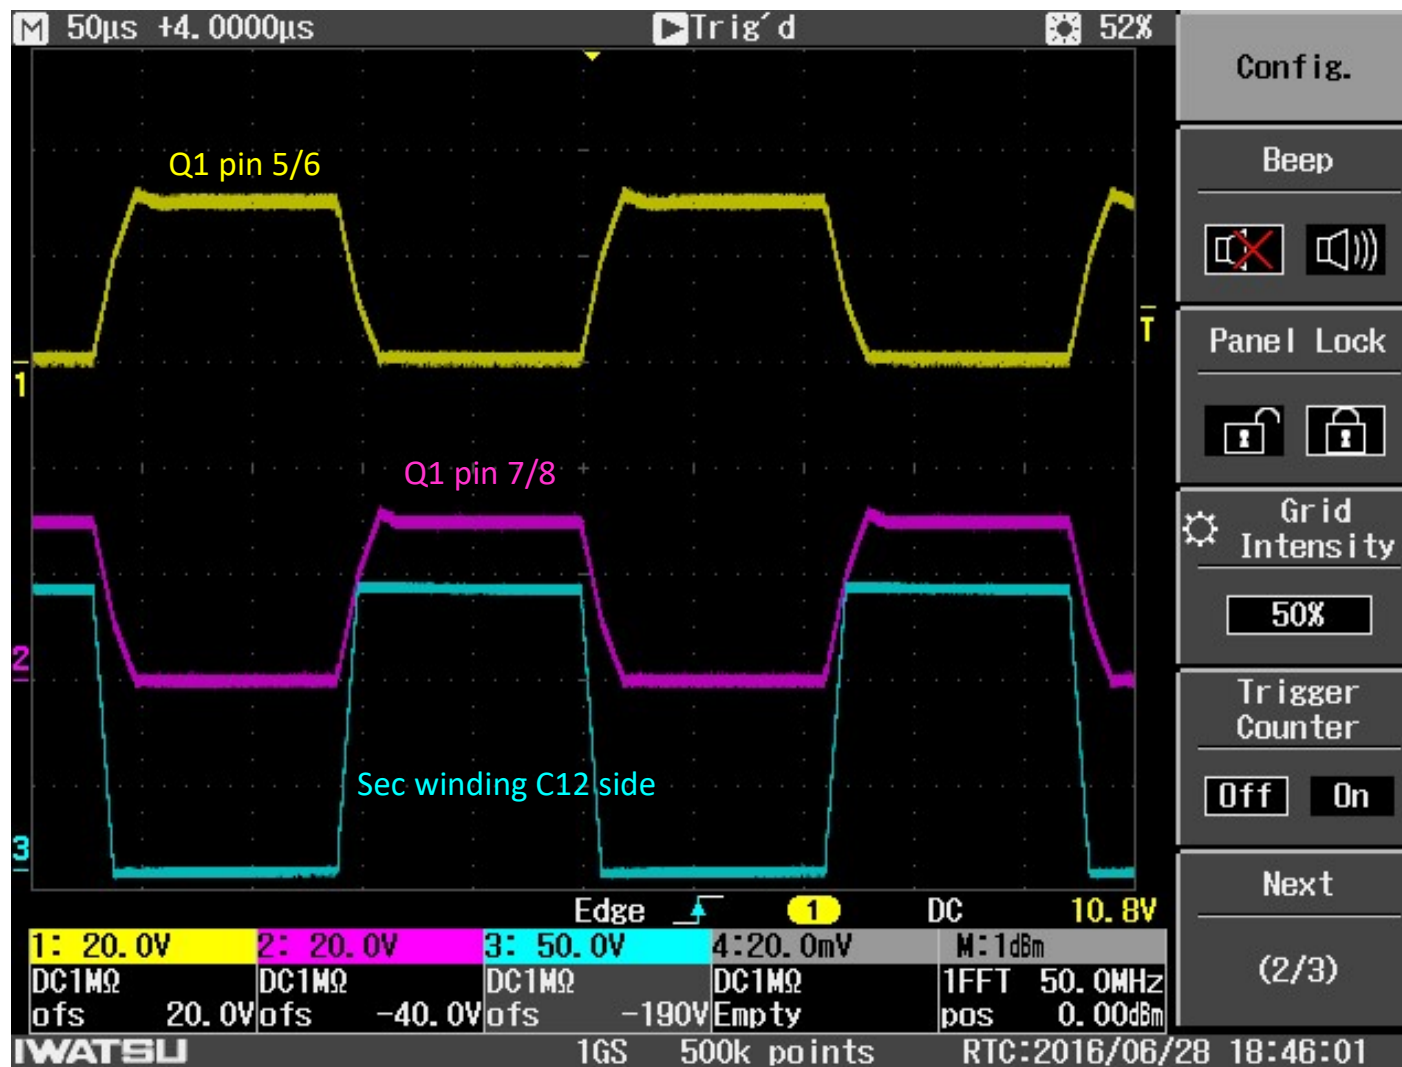 M 50μs +4.0000μs Trig´d 52%
Config.
Q1 pin 5/6
Beep
T
Panel Lock
1
Q1 pin 7/8
Grid
Intensity
50%
2
Trigger
Counter
Sec winding C12 side
Off On
3
Next
Edge 1 DC 10.8V
1: 20.0V 2: 20.0V 3: 50.0V 4:20.0mV M:1dBm
(2/3)
DC1MΩ DC1MΩ DC1MΩ DC1MΩ 1FFT 50.0MHz
ofs 20.0V ofs -40.0V ofs -190V Empty pos 0.00dBm
IWATSU 1GS 500k points RTC:2016/06/28 18:46:01